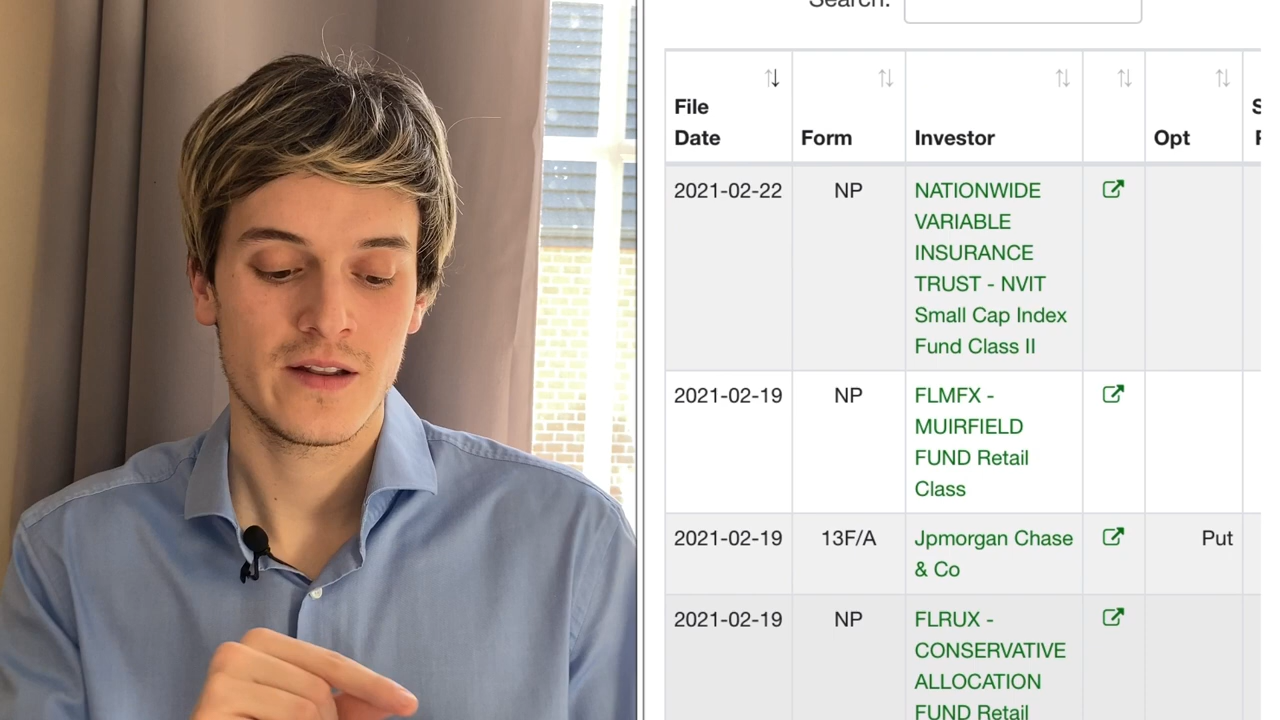 Search:
File
Date
Form
Investor
Opt
2021-02-22
NP
NATIONWIDE
VARIABLE
INSURANCE
TRUST - NVIT
Small Cap Index
Fund Class II
2021-02-19
NP
FLMFX -
MUIRFIELD
FUND Retail
Class
2021-02-19
13F/A
Jpmorgan Chase
& Co
Put
2021-02-19
NP
FLRUX -
CONSERVATIVE
ALLOCATION
FUND Retail